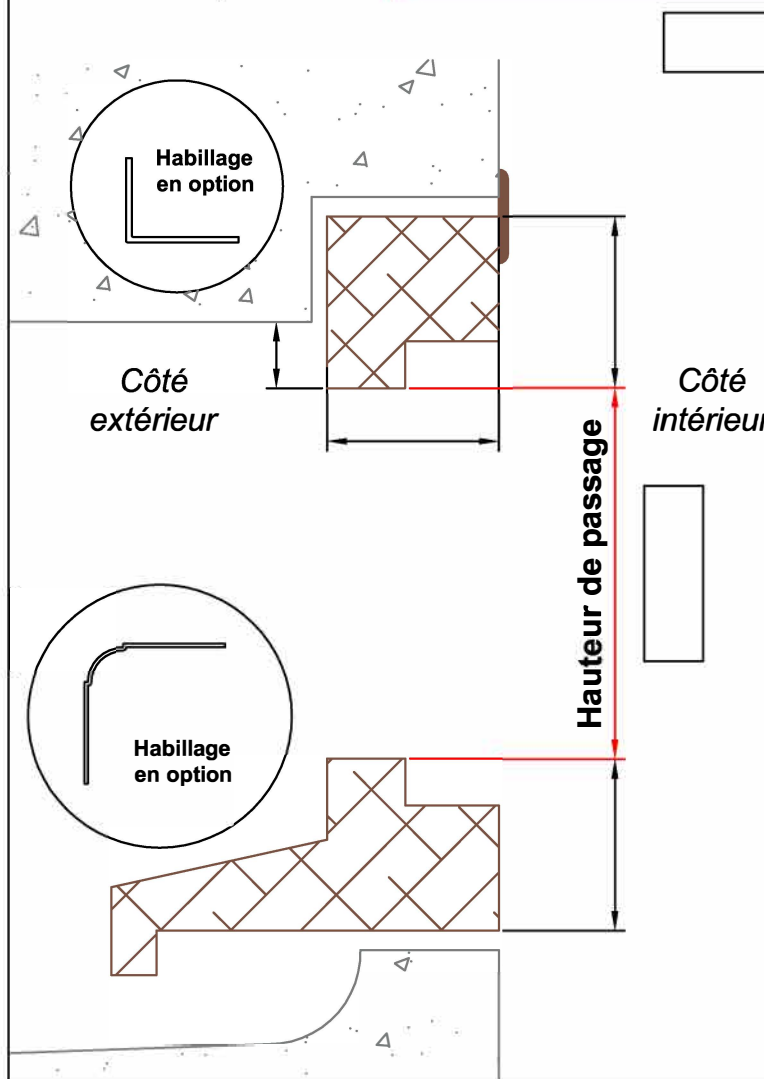 Habillage
en option
Côté
extérieur
Côté
intérieur
Hauteur de passage
Habillage
en option